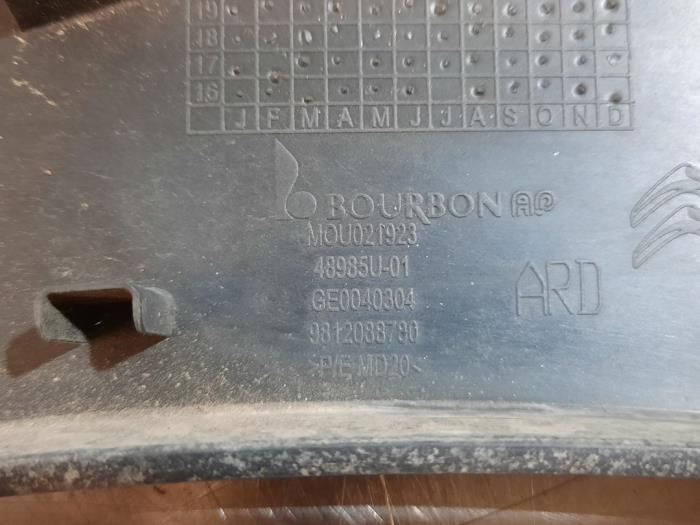 19
18
17
16
J F M A M J J A S O N D
BOURBON AP
MOU021923
48985U-01
GE0040304
9812088780
>P/E MD20<
ARD